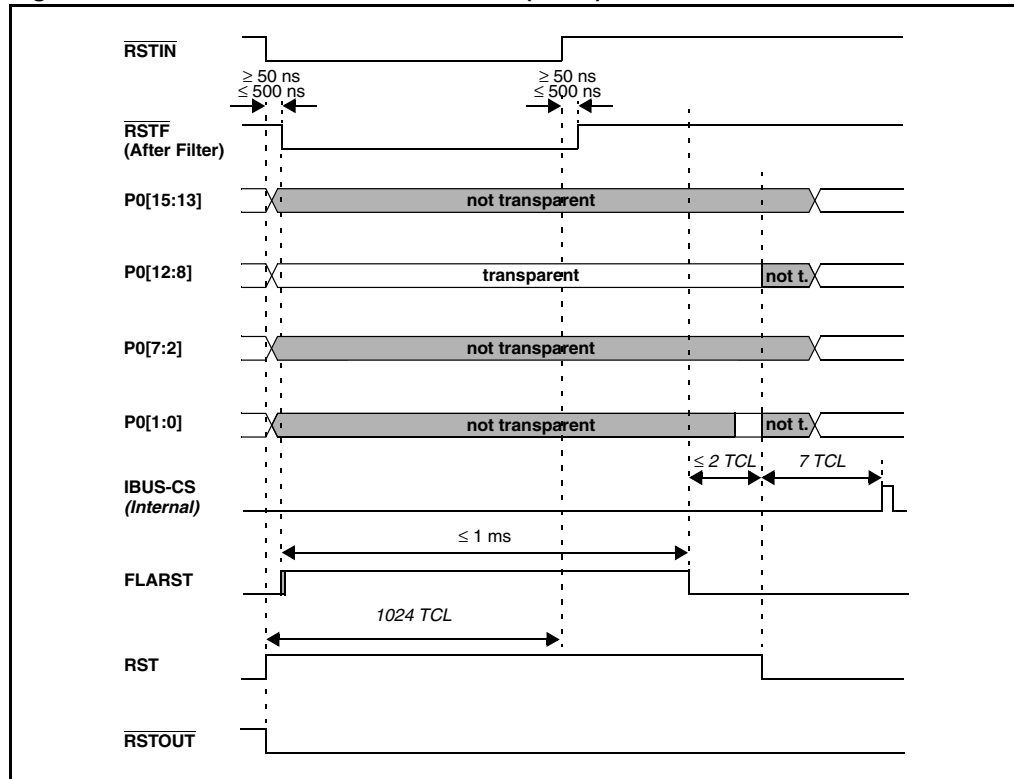 RSTIN
≥ 50 ns
≤ 500 ns
≥ 50 ns
≤ 500 ns
RSTF
(After Filter)
P0[15:13]
not transparent
P0[12:8]
transparent
not t.
P0[7:2]
not transparent
P0[1:0]
not transparent
not t.
≤ 2 TCL
7 TCL
IBUS-CS
(Internal)
≤ 1 ms
FLARST
1024 TCL
RST
RSTOUT